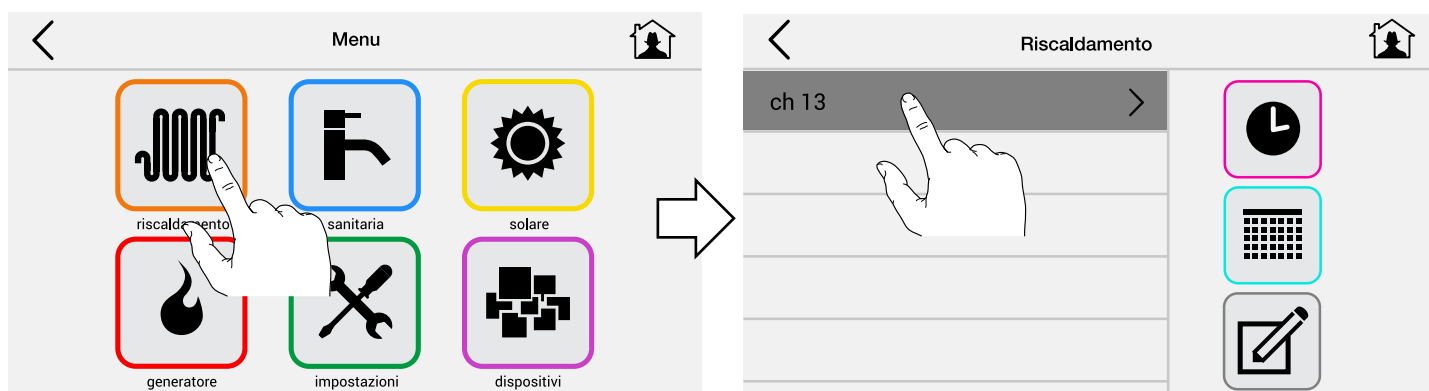 Menu
riscaldamento
sanitaria
solare
generatore
impostazioni
dispositivi
Riscaldamento
ch 13